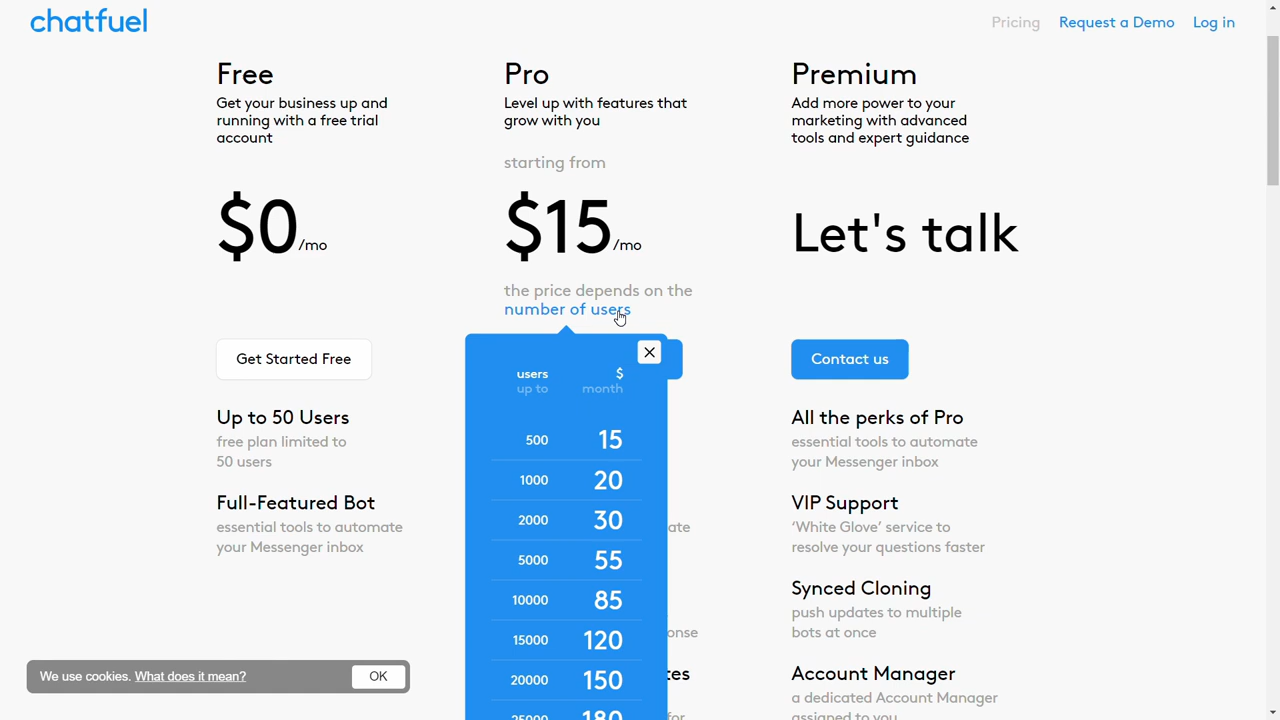 chatfuel
Pricing
Request a Demo
Log in
Free
Get your business up and
running with a free trial
account
$0/mo
Get Started Free
Up to 50 Users
free plan limited to
50 users
Full-Featured Bot
essential tools to automate
your Messenger inbox
Pro
Level up with features that
grow with you
starting from
$15/mo
the price depends on the
number of users
users $
up to month
500 15
1000 20
2000 30
5000 55
10000 85
15000 120
20000 150
25000 180
Premium
Add more power to your
marketing with advanced
tools and expert guidance
Let's talk
Contact us
All the perks of Pro
essential tools to automate
your Messenger inbox
VIP Support
‘White Glove’ service to
resolve your questions faster
Synced Cloning
push updates to multiple
bots at once
Account Manager
a dedicated Account Manager
assigned to you
We use cookies. What does it mean?
OK